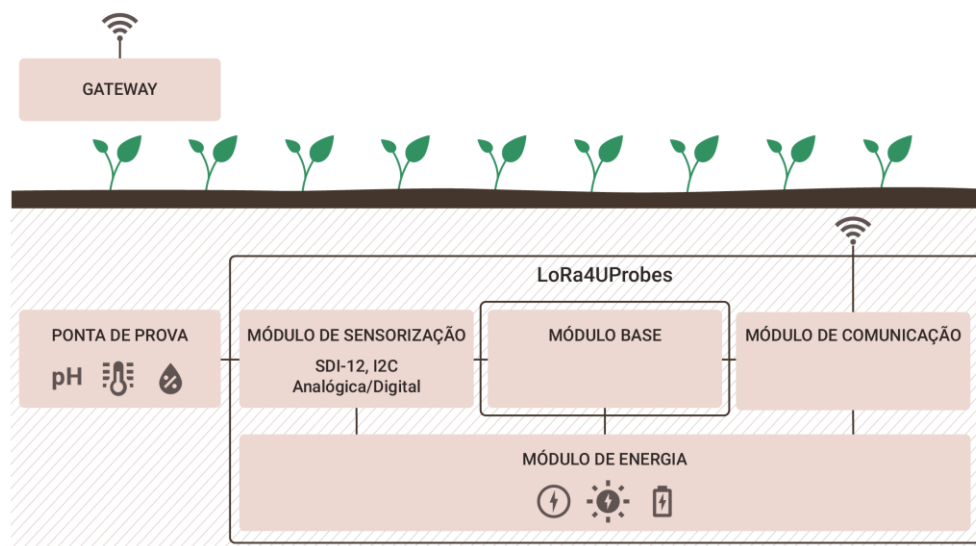 GATEWAY
LoRa4UProbes
PONTA DE PROVA
pH
MÓDULO DE SENSORIZAÇÃO
SDI-12, I2C
Analógica/Digital
MÓDULO BASE
MÓDULO DE COMUNICAÇÃO
MÓDULO DE ENERGIA